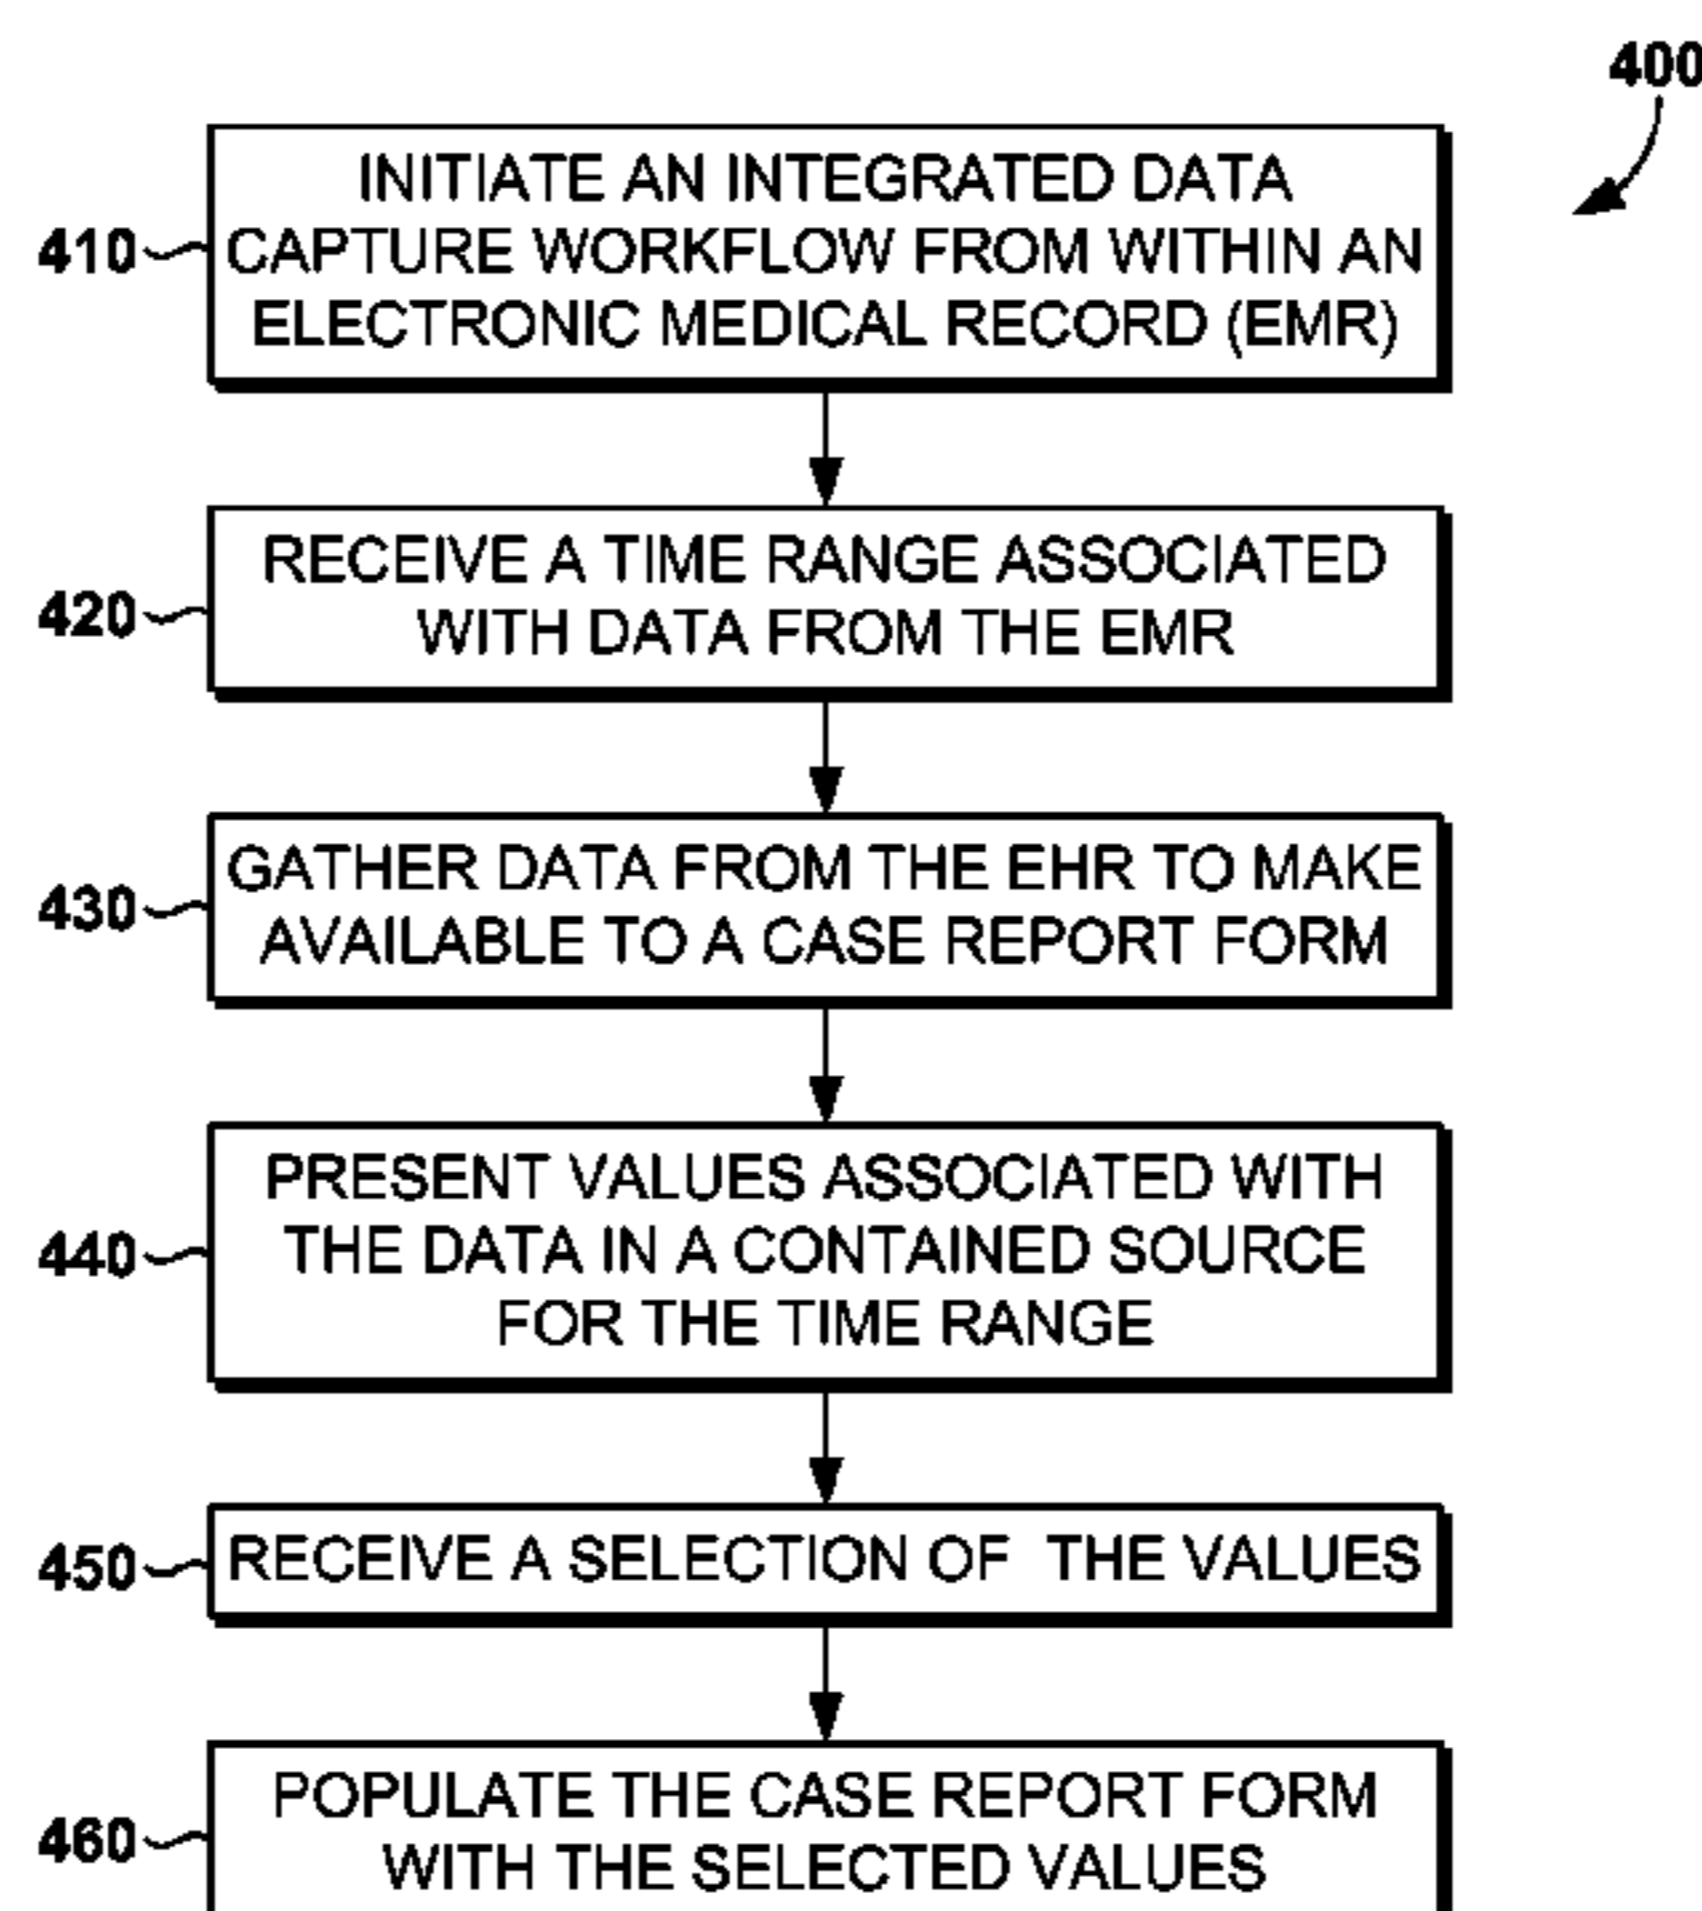 400
INITIATE AN INTEGRATED DATA
410 CAPTURE WORKFLOW FROM WITHIN AN
ELECTRONIC MEDICAL RECORD (EMR)
RECEIVE A TIME RANGE ASSOCIATED
420 WITH DATA FROM THE EMR
GATHER DATA FROM THE EHR TO MAKE
430 AVAILABLE TO A CASE REPORT FORM
PRESENT VALUES ASSOCIATED WITH
440 THE DATA IN A CONTAINED SOURCE
FOR THE TIME RANGE
450 RECEIVE A SELECTION OF THE VALUES
POPULATE THE CASE REPORT FORM
460 WITH THE SELECTED VALUES